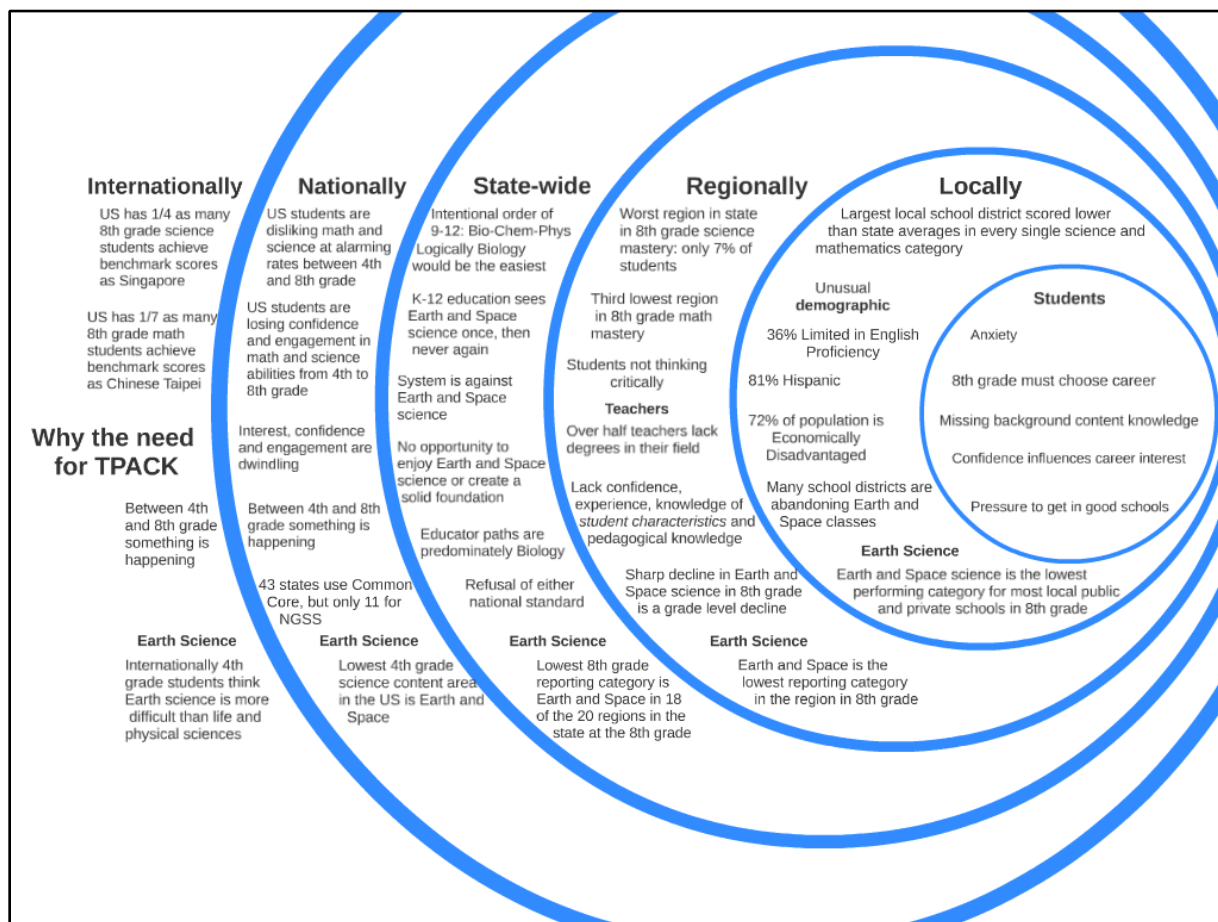 Internationally
US has 1/4 as many
8th grade science
students achieve
benchmark scores
as Singapore
US has 1/7 as many
8th grade math
students achieve
benchmark scores
as Chinese Taipei
Why the need
for TPACK
Between 4th
and 8th grade
something is
happening
Earth Science
Internationally 4th
grade students think
Earth science is more
difficult than life and
physical sciences
Nationally
US students are
disliking math and
science at alarming
rates between 4th
and 8th grade
US students are
losing confidence
and engagement in
math and science
abilities from 4th to
8th grade
Interest, confidence
and engagement are
dwindling
Between 4th and 8th
grade something is
happening
43 states use Common
Core, but only 11 for
NGSS
Earth Science
Lowest 4th grade
science content area
in the US is Earth and
Space
State-wide
Intentional order of
9-12: Bio-Chem-Phys
Logically Biology
would be the easiest
K-12 education sees
Earth and Space
science once, then
never again
System is against
Earth and Space
science
No opportunity to
enjoy Earth and Space
science or create a
solid foundation
Educator paths are
predominately Biology
Refusal of either
national standard
Earth Science
Lowest 8th grade
reporting category is
Earth and Space in 18
of the 20 regions in the
state at the 8th grade
Regionally
Worst region in state
in 8th grade science
mastery: only 7% of
students
Third lowest region
in 8th grade math
mastery
Students not thinking
critically
Teachers
Over half teachers lack
degrees in their field
Lack confidence,
experience, knowledge of
student characteristics and
pedagogical knowledge
Sharp decline in Earth and
Space science in 8th grade
is a grade level decline
Earth Science
Earth and Space is the
lowest reporting category
in the region in 8th grade
Locally
Largest local school district scored lower
than state averages in every single science and
mathematics category
Unusual
demographic
36% Limited in English
Proficiency
81% Hispanic
72% of population is
Economically
Disadvantaged
Many school districts are
abandoning Earth and
Space classes
Earth Science
Earth and Space science is the lowest
performing category for most local public
and private schools in 8th grade
Students
Anxiety
8th grade must choose career
Missing background content knowledge
Confidence influences career interest
Pressure to get in good schools